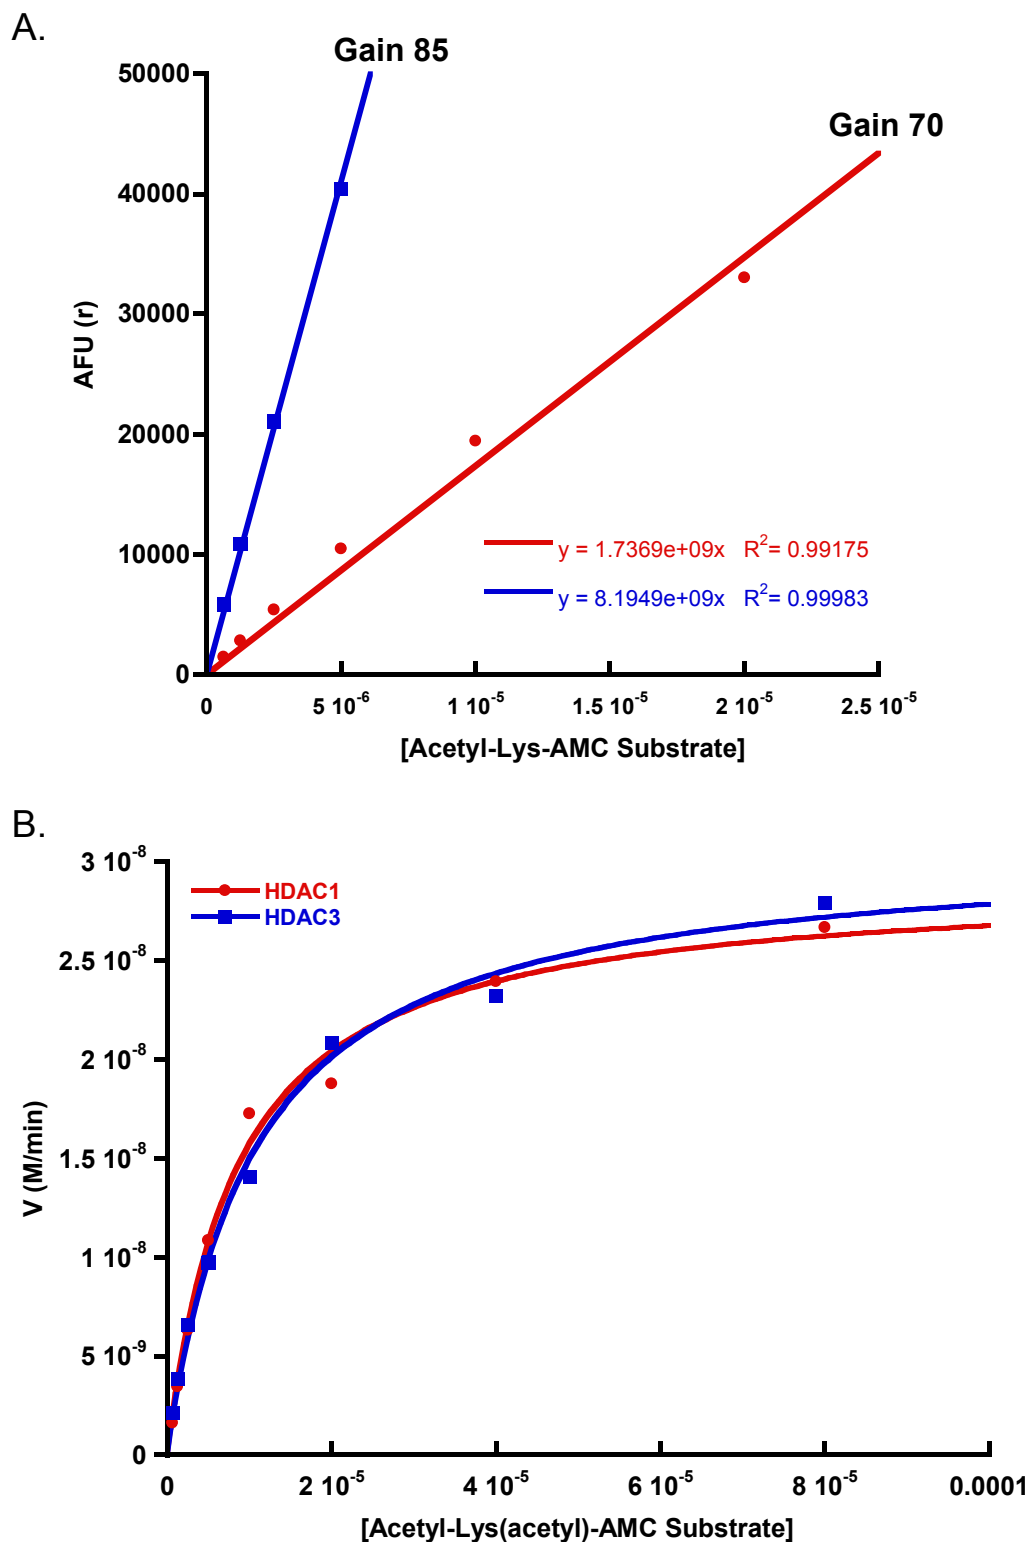 A.
Gain 85
Gain 70
50000
40000
30000
20000
10000
0
AFU (r)
y = 1.7369e+09x R²= 0.99175
y = 8.1949e+09x R²= 0.99983
0 5 10⁻⁶ 1 10⁻⁵ 1.5 10⁻⁵ 2 10⁻⁵ 2.5 10⁻⁵
[Acetyl-Lys-AMC Substrate]
B.
3 10⁻⁸
2.5 10⁻⁸
2 10⁻⁸
1.5 10⁻⁸
1 10⁻⁸
5 10⁻⁹
0
V (M/min)
HDAC1
HDAC3
0 2 10⁻⁵ 4 10⁻⁵ 6 10⁻⁵ 8 10⁻⁵ 0.0001
[Acetyl-Lys(acetyl)-AMC Substrate]